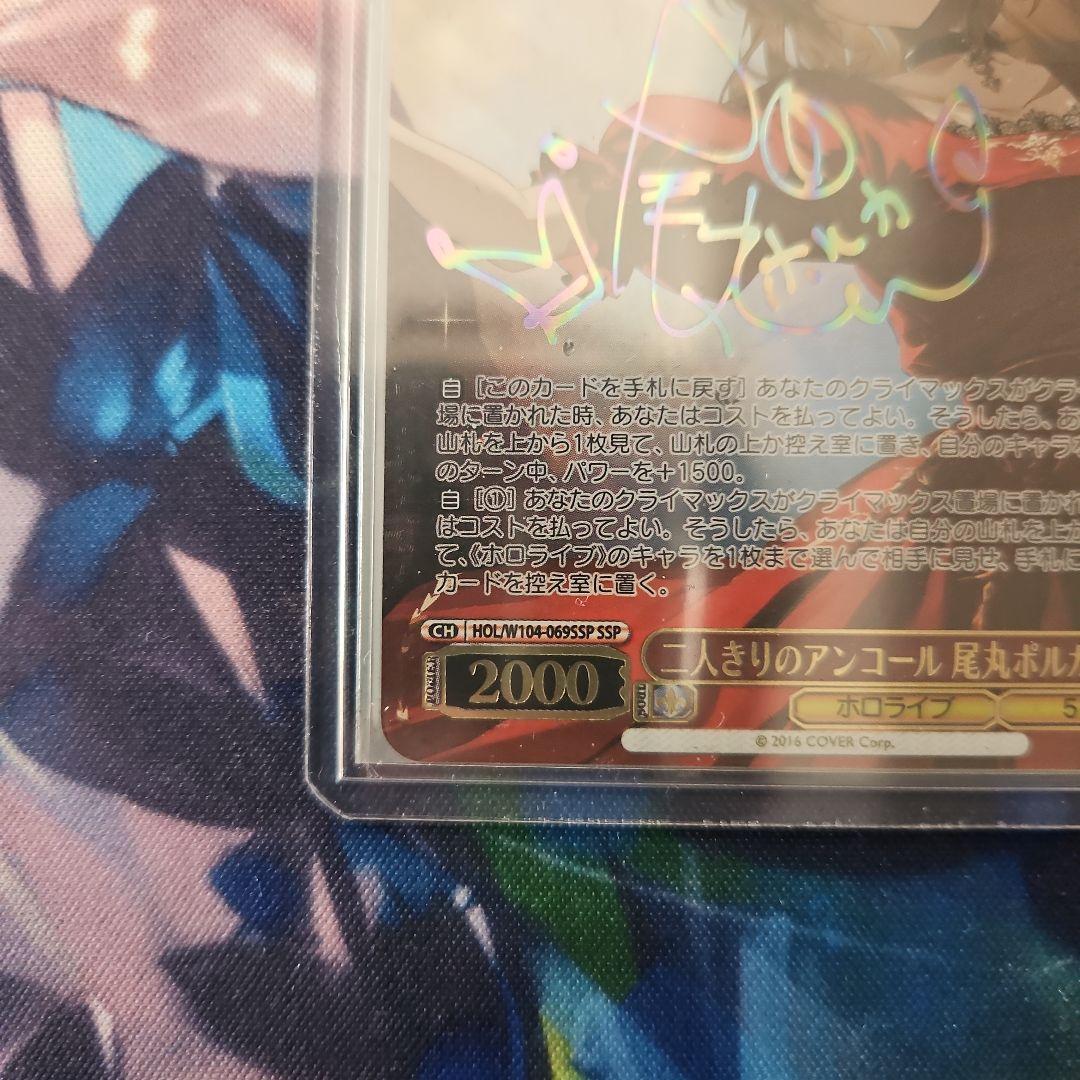 尾丸ぽるか
自［このカードを手札に戻す］あなたのクライマックスがクラ
場に置かれた時、あなたはコストを払ってよい。そうしたら、あ
山札を上から1枚見て、山札の上か控え室に置き、自分のキャラ
のターン中、パワーを＋1500。
自［①］あなたのクライマックスがクライマックス置場に置か
はコストを払ってよい。そうしたら、あなたは自分の山札を上か
て、《ホロライブ》のキャラを1枚まで選んで相手に見せ、手札に
カードを控え室に置く。
CH HOL/W104-069SSP SSP
POWER 2000
二人きりのアンコール 尾丸ポルカ
SOUL
ホロライブ 5
© 2016 COVER Corp.